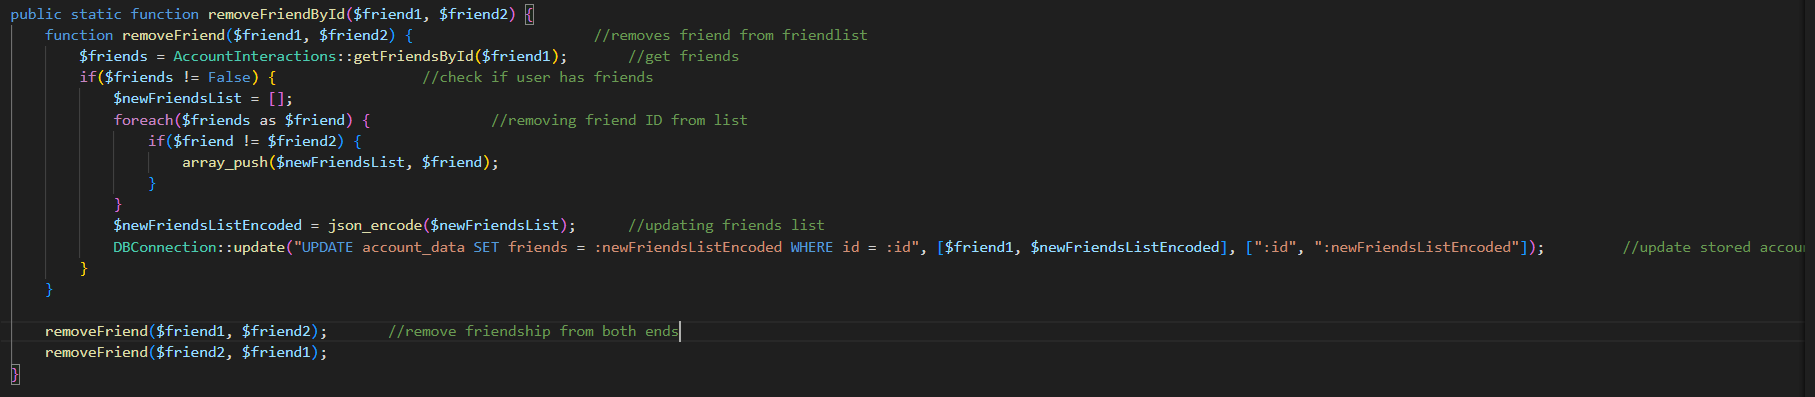 public static function removeFriendById($friend1, $friend2) {
function removeFriend($friend1, $friend2) { //removes friend from friendlist
$friends = AccountInteractions::getFriendsById($friend1); //get friends
if($friends != False) { //check if user has friends
$newFriendsList = [];
foreach($friends as $friend) { //removing friend ID from list
if($friend != $friend2) {
array_push($newFriendsList, $friend);
}
}
$newFriendsListEncoded = json_encode($newFriendsList); //updating friends list
DBConnection::update("UPDATE account_data SET friends = :newFriendsListEncoded WHERE id = :id", [$friend1, $newFriendsListEncoded], [":id", ":newFriendsListEncoded"]); //update stored
}
}
removeFriend($friend1, $friend2); //remove friendship from both ends
removeFriend($friend2, $friend1);
}